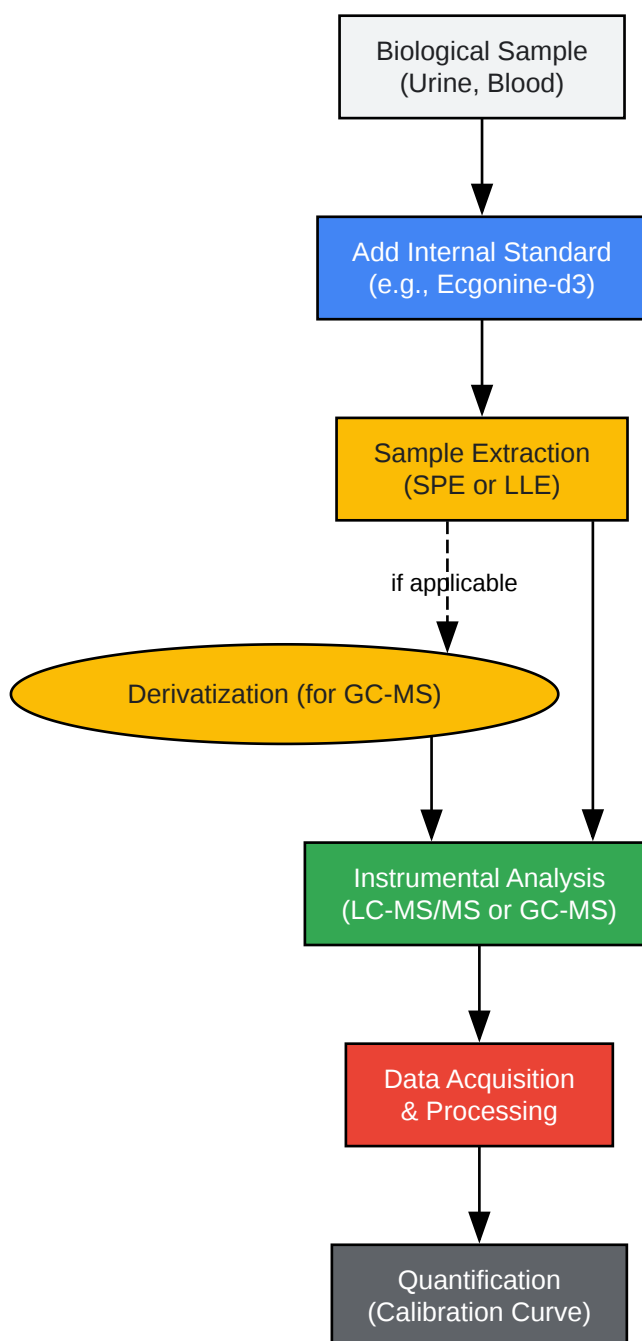 Biological Sample
(Urine, Blood)
Add Internal Standard
(e.g., Ecgonine-d3)
Sample Extraction
(SPE or LLE)
if applicable
Derivatization (for GC-MS)
Instrumental Analysis
(LC-MS/MS or GC-MS)
Data Acquisition
& Processing
Quantification
(Calibration Curve)